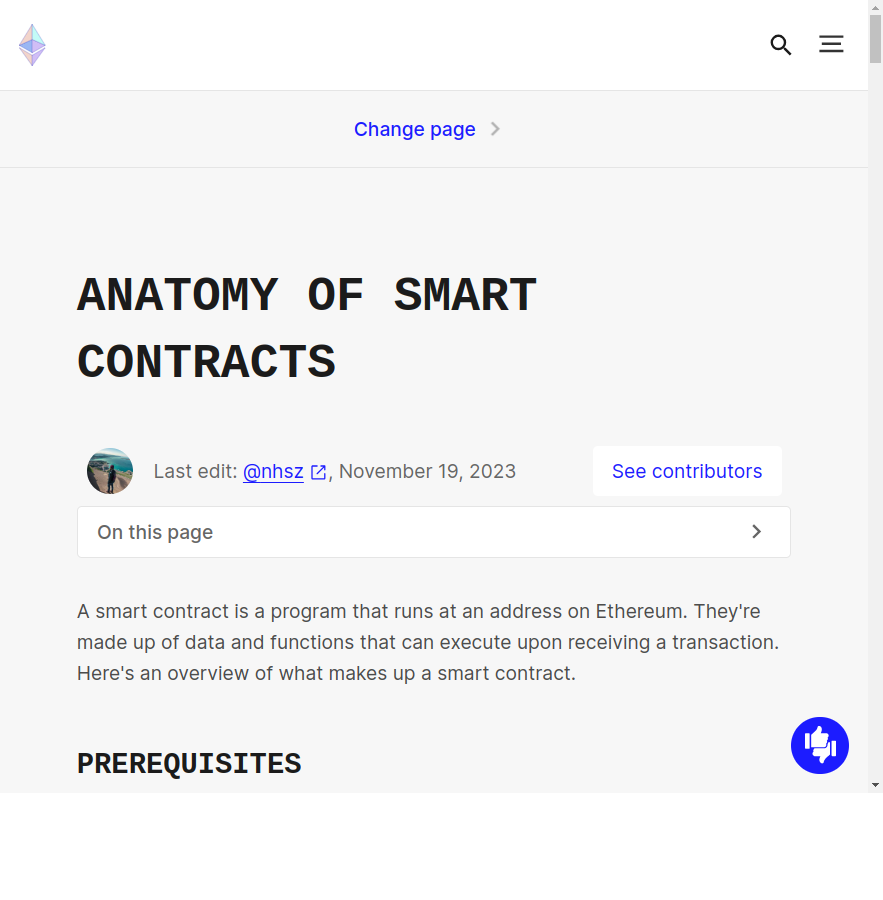 Change page
ANATOMY OF SMART
CONTRACTS
Last edit: @nhsz, November 19, 2023
See contributors
On this page
A smart contract is a program that runs at an address on Ethereum. They're
made up of data and functions that can execute upon receiving a transaction.
Here's an overview of what makes up a smart contract.
PREREQUISITES